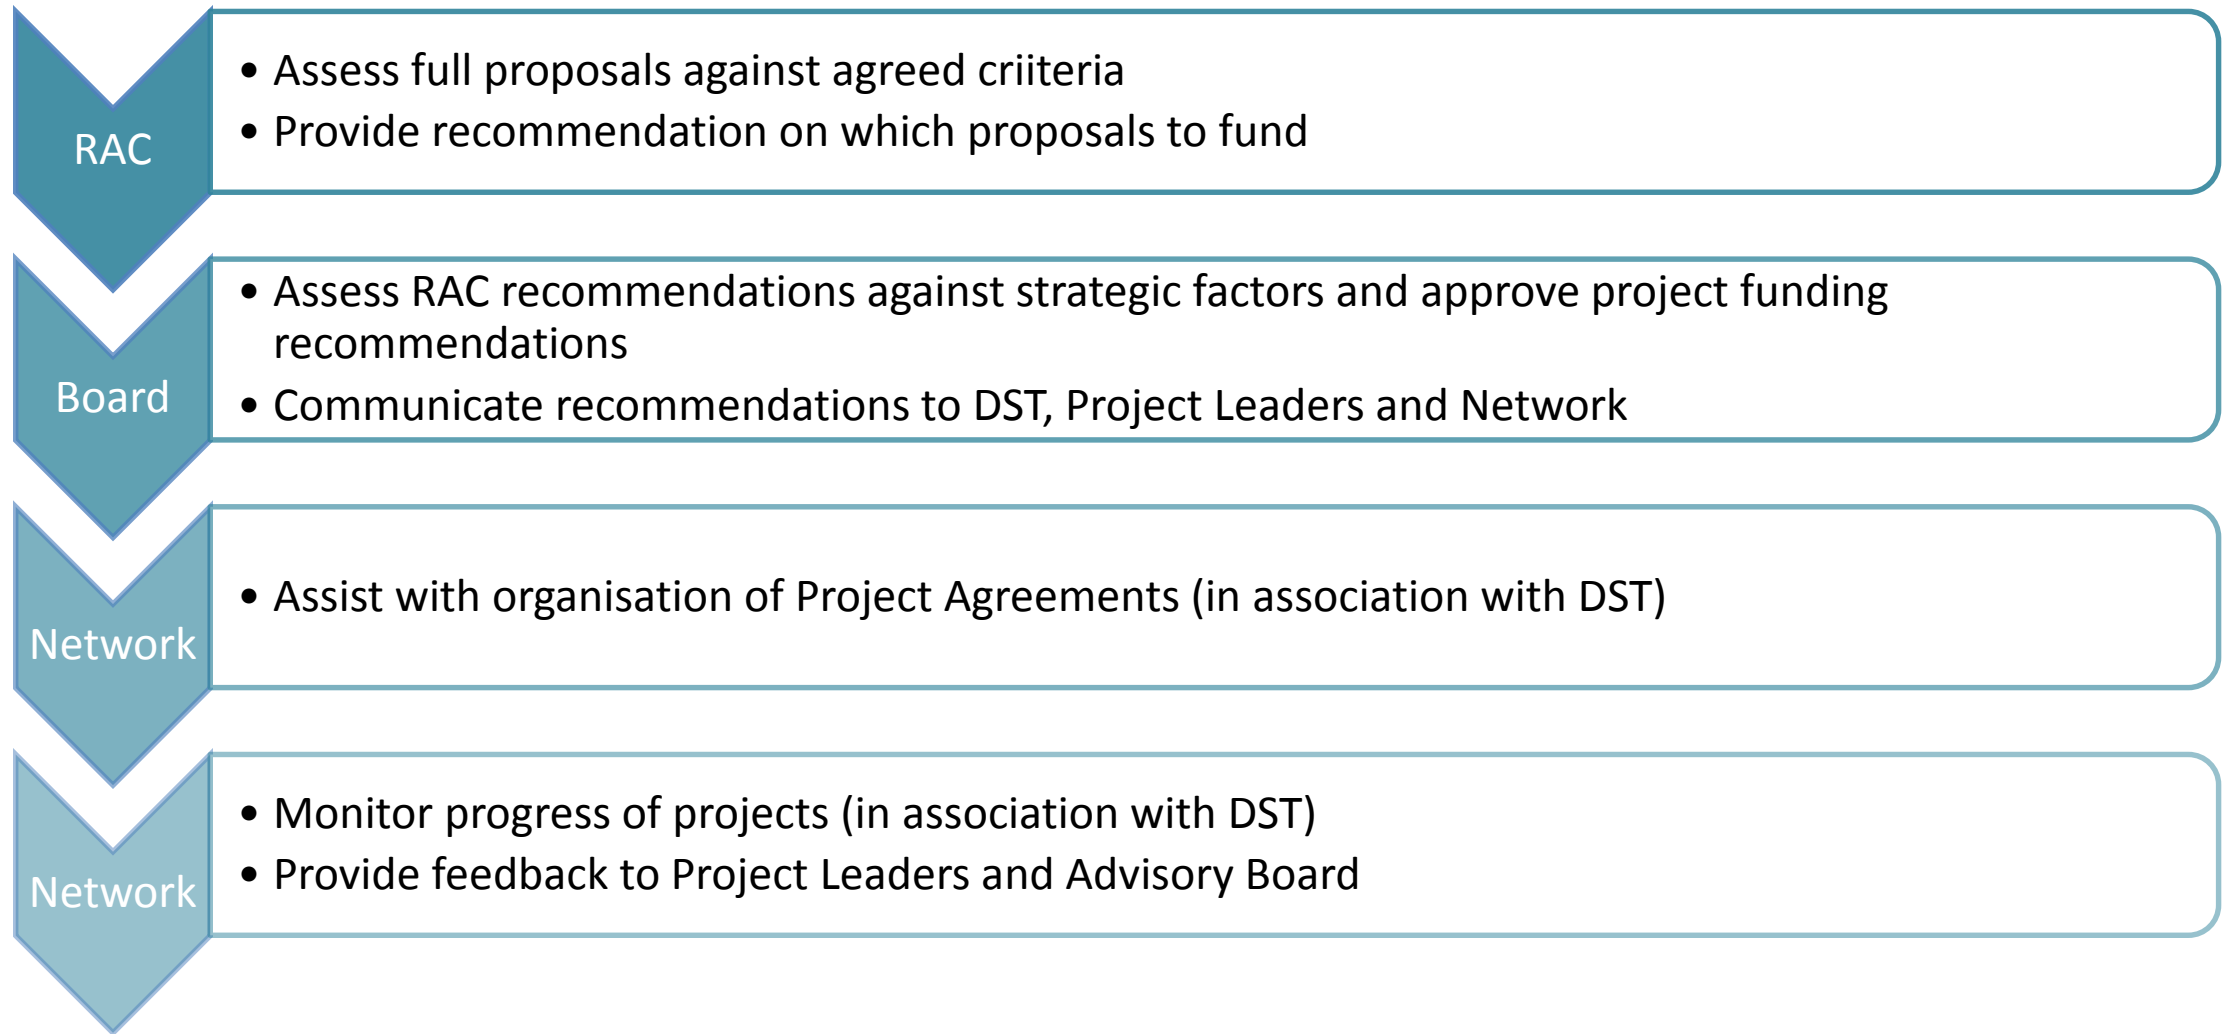 RAC
• Assess full proposals against agreed criiteria
• Provide recommendation on which proposals to fund
Board
• Assess RAC recommendations against strategic factors and approve project funding
recommendations
• Communicate recommendations to DST, Project Leaders and Network
Network
• Assist with organisation of Project Agreements (in association with DST)
Network
• Monitor progress of projects (in association with DST)
• Provide feedback to Project Leaders and Advisory Board